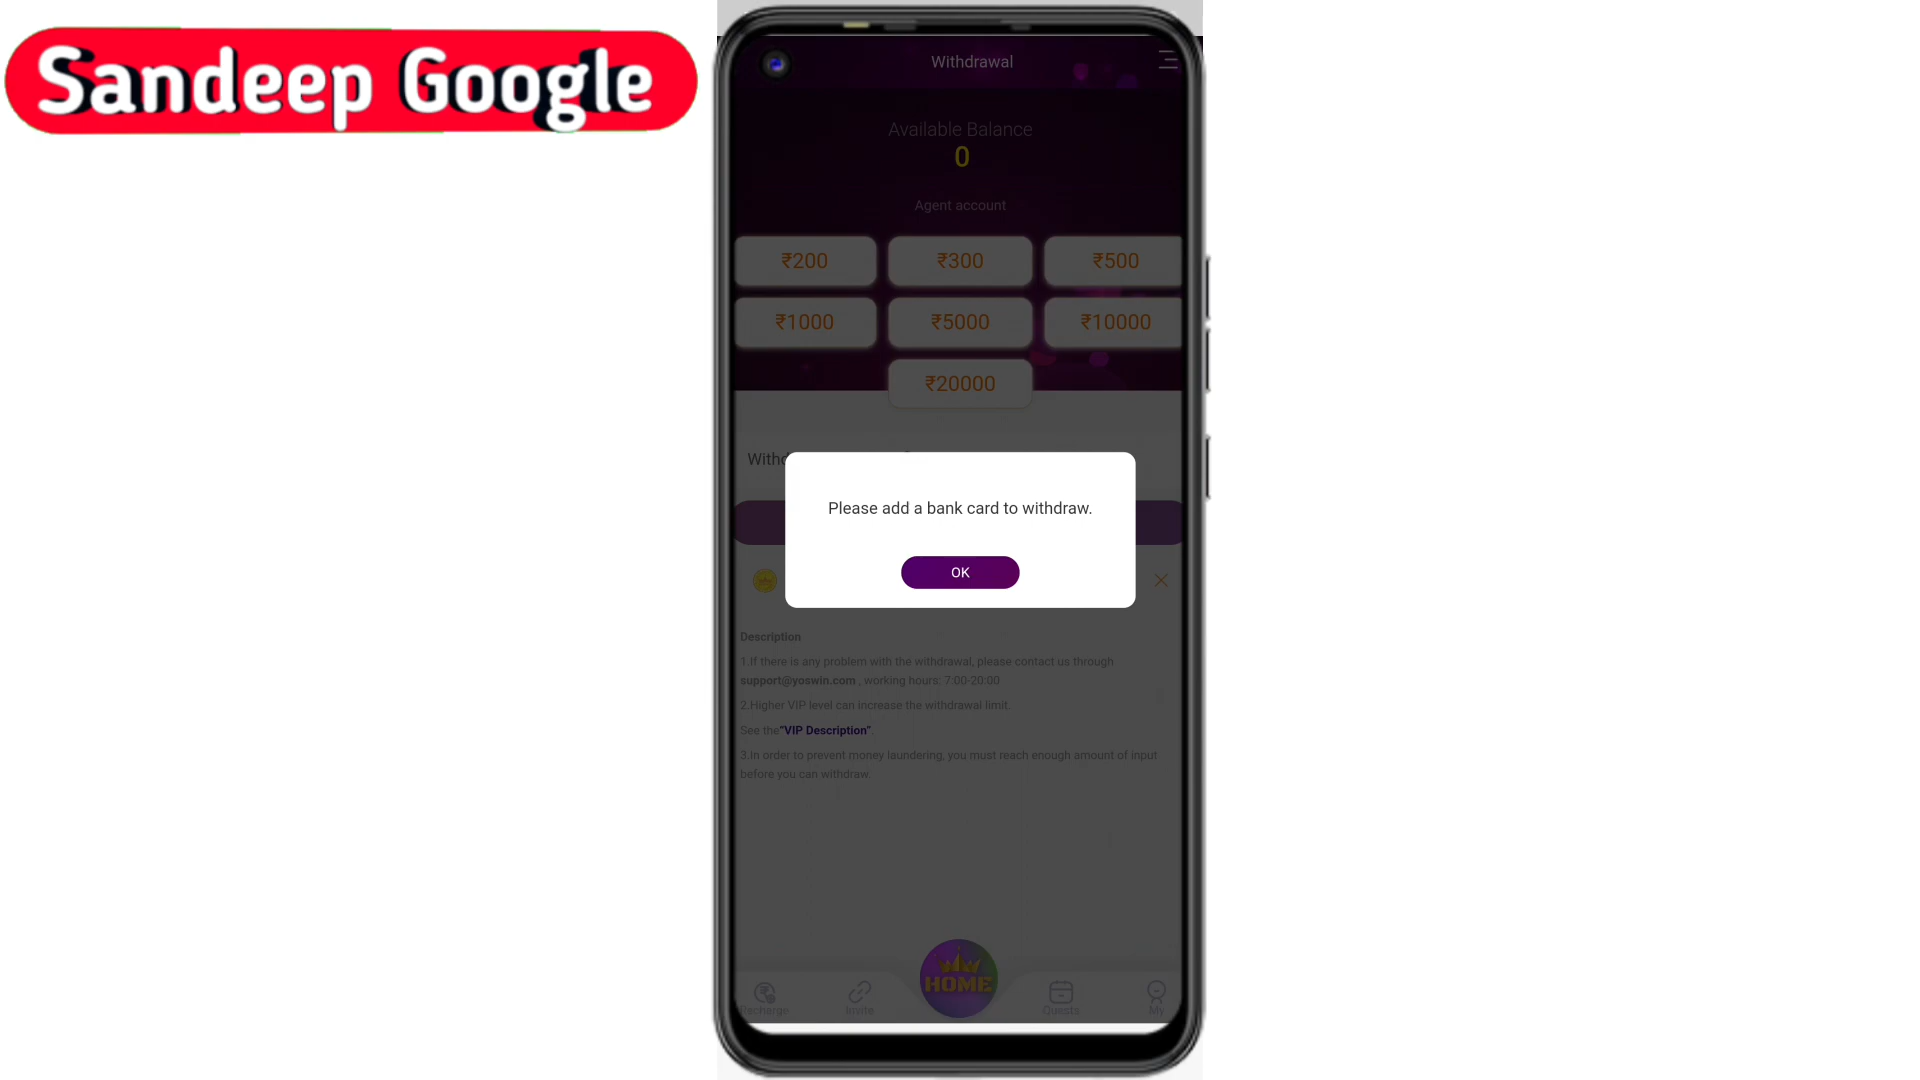 Sandeep Google
Withdrawal
Available Balance
0
Agent account
₹200 ₹300 ₹500
₹1000 ₹5000 ₹10000
₹20000
Please add a bank card to withdraw.
OK
Description
1.If there is any problem with the withdrawal, please contact us through
support@yoswin.com , working hours: 7:00-20:00
2.Higher VIP level can increase the withdrawal limit.
See the"VIP Description".
3.In order to prevent money laundering, you must reach enough amount of input
before you can withdraw.
HOME
Recharge Invite Quests My